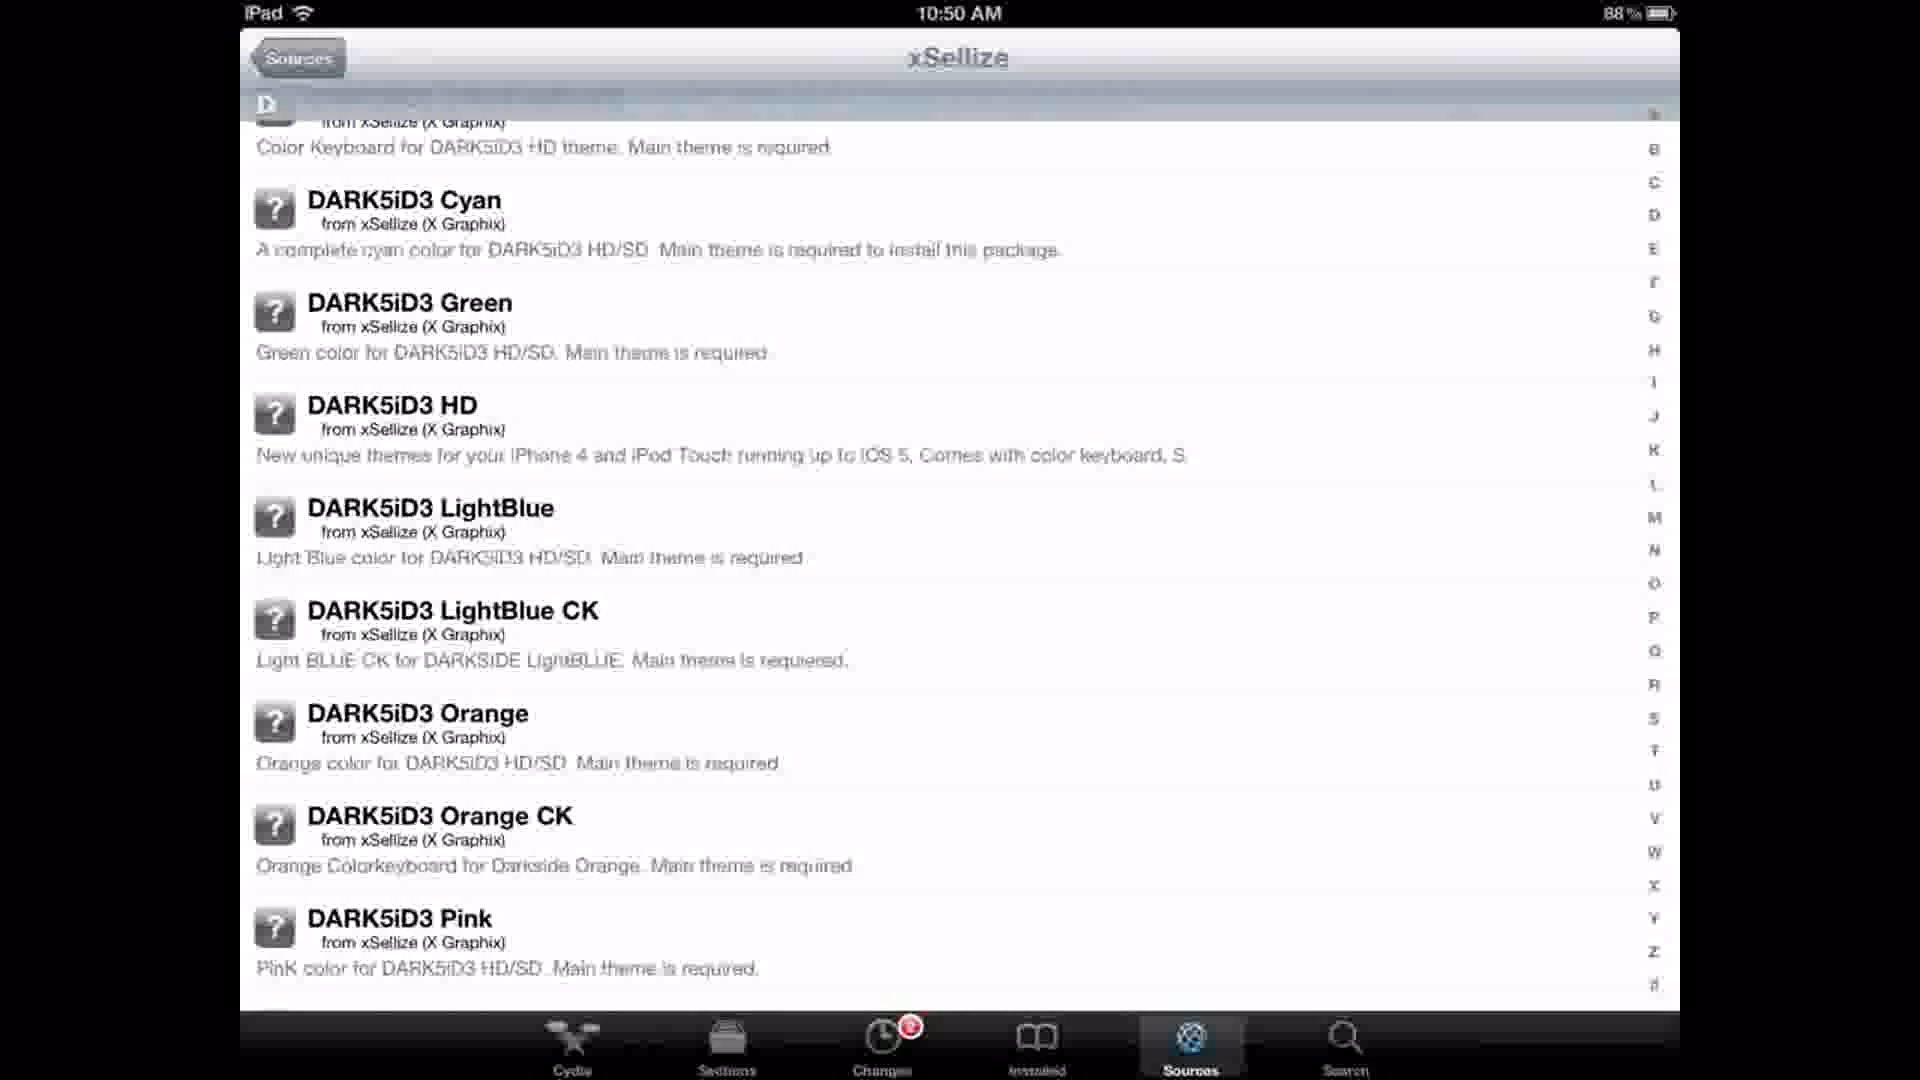 iPad
10:50 AM
88%
Sources
xSellize
D
from xSellize (X Graphix)
Color Keyboard for DARK5iD3 HD theme. Main theme is required
DARK5iD3 Cyan
from xSellize (X Graphix)
A complete cyan color for DARK5iD3 HD/SD. Main theme is required to install this package.
DARK5iD3 Green
from xSellize (X Graphix)
Green color for DARK5iD3 HD/SD. Main theme is required
DARK5iD3 HD
from xSellize (X Graphix)
New unique themes for your iPhone 4 and iPod Touch running up to iOS 5. Comes with color keyboard, S
DARK5iD3 LightBlue
from xSellize (X Graphix)
Light Blue color for DARK5iD3 HD/SD. Main theme is required
DARK5iD3 LightBlue CK
from xSellize (X Graphix)
Light BLUE CK for DARKSIDE LightBLUE. Main theme is requiered.
DARK5iD3 Orange
from xSellize (X Graphix)
Orange color for DARK5iD3 HD/SD. Main theme is required
DARK5iD3 Orange CK
from xSellize (X Graphix)
Orange Colorkeyboard for Darkside Orange. Main theme is required
DARK5iD3 Pink
from xSellize (X Graphix)
PinK color for DARK5iD3 HD/SD. Main theme is required.
B
C
D
E
F
G
H
I
J
K
L
M
N
O
P
Q
R
S
T
U
V
W
X
Y
Z
#
Cydia
Sections
Changes
Installed
Sources
Search